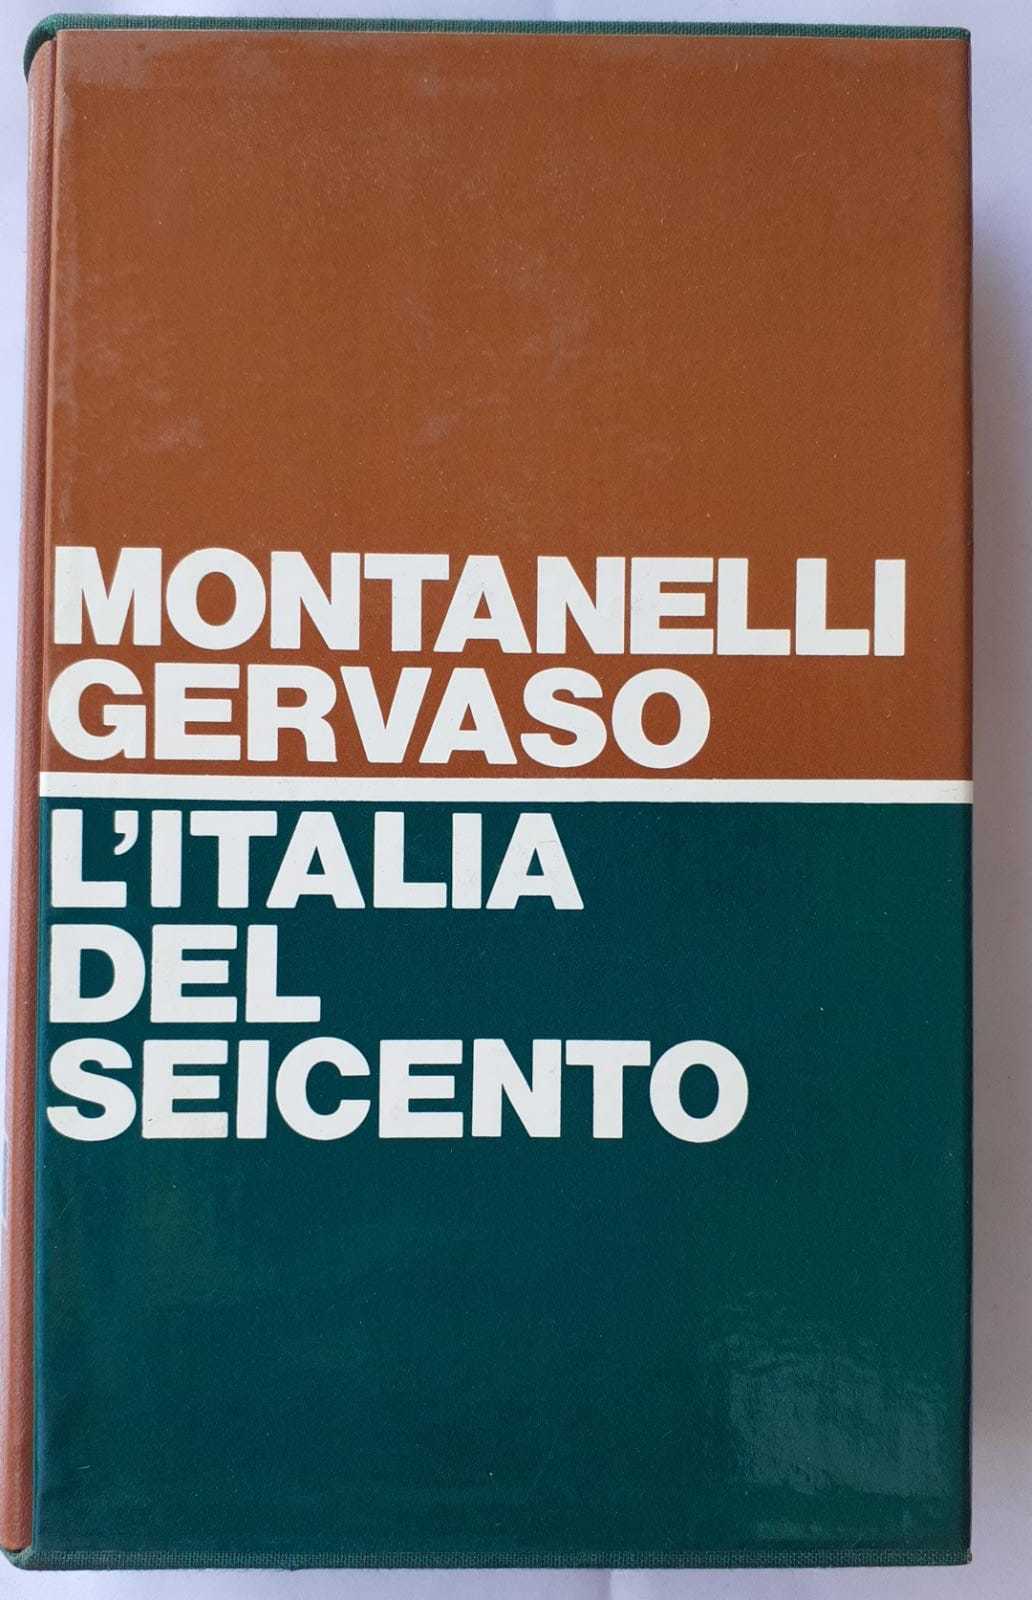 MONTANELLI
GERVASO
L'ITALIA
DEL
SEICENTO